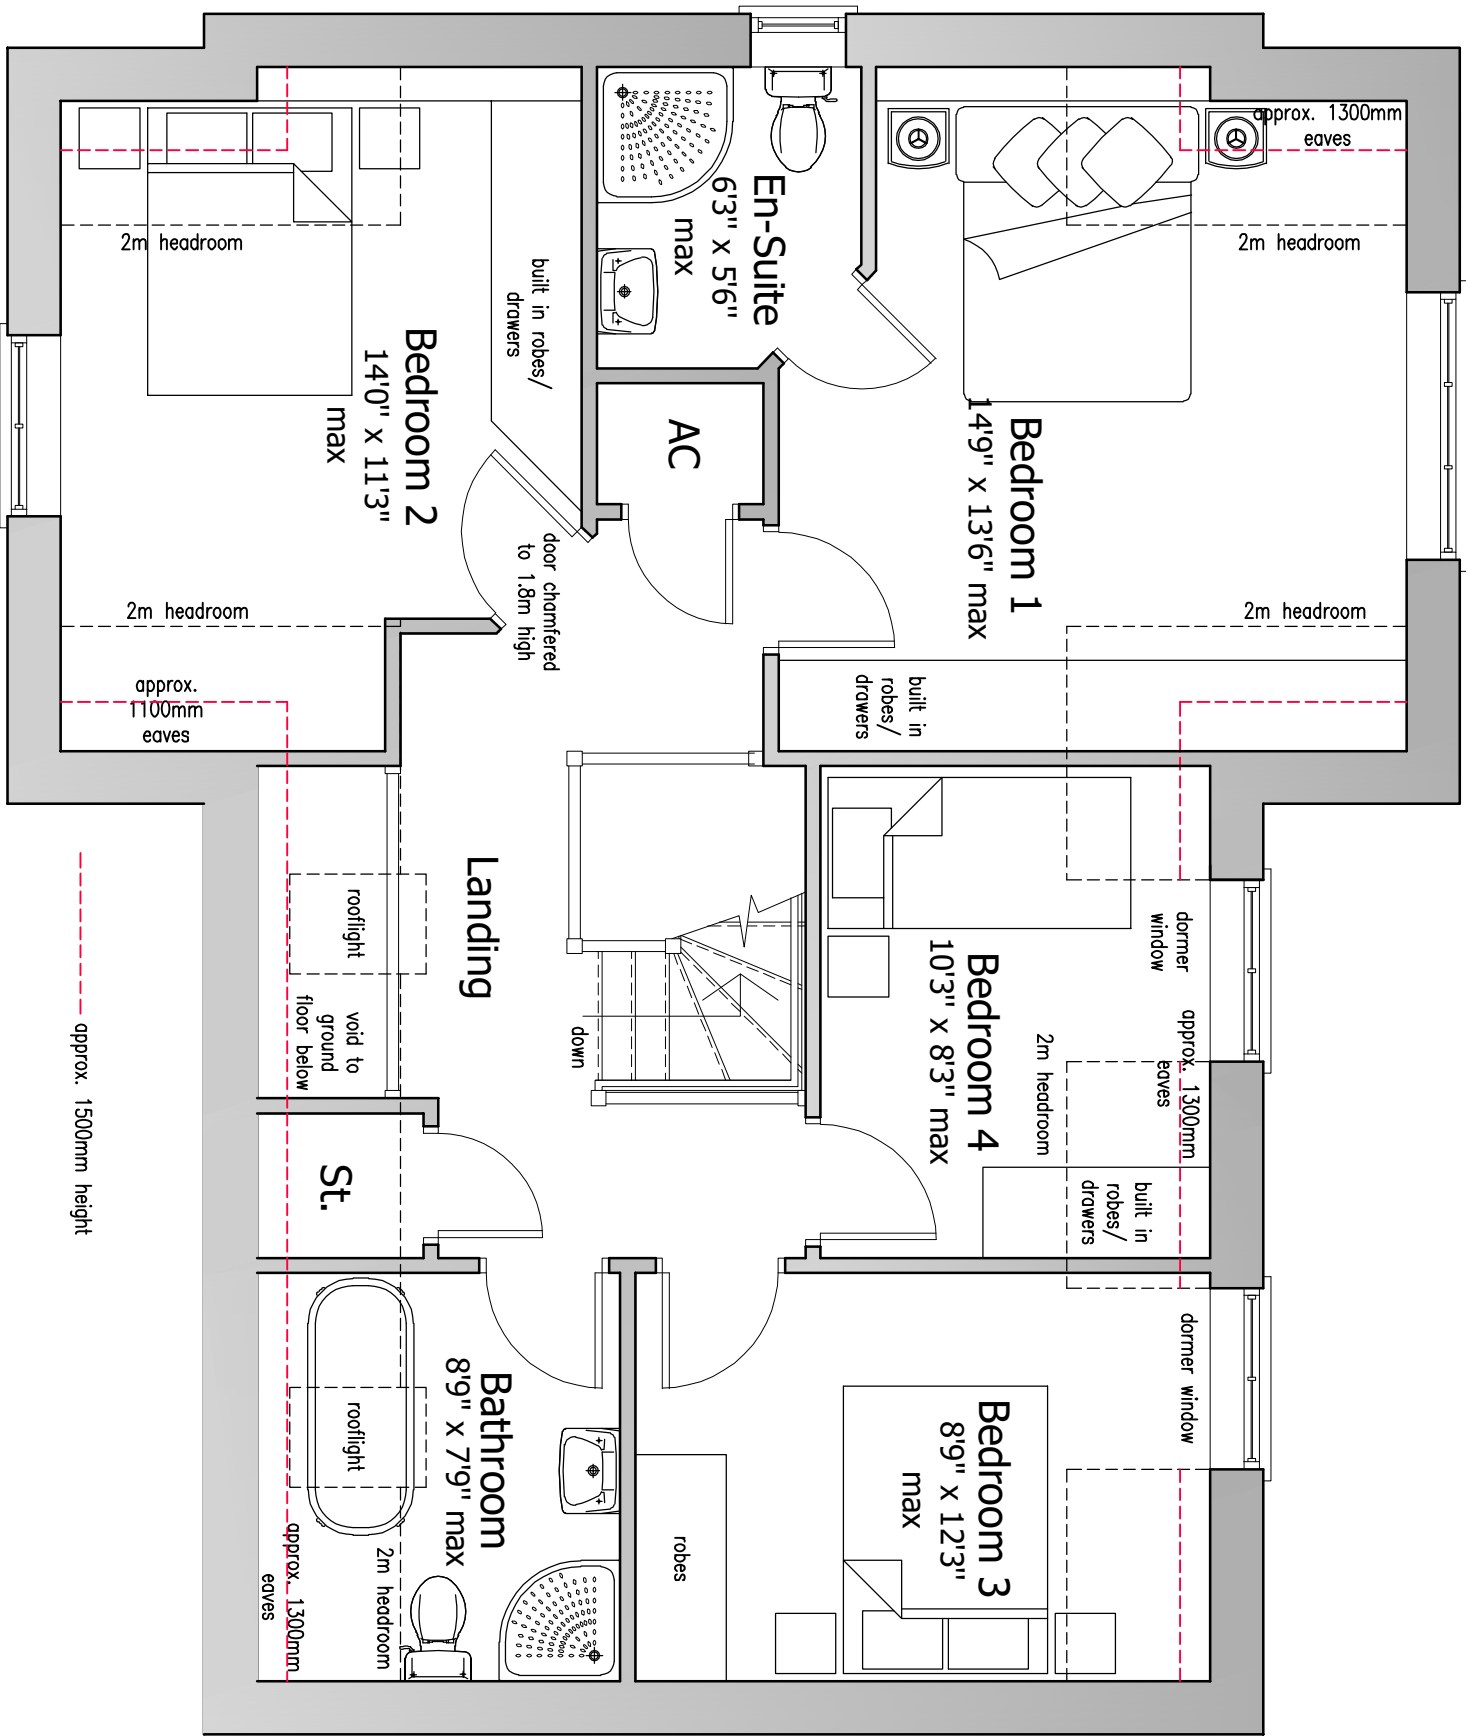 approx. 1300mm
eaves
2m headroom
En-Suite
6'3" x 5'6"
max
2m headroom
built in robes/
drawers
Bedroom 2
14'0" x 11'3"
max
AC
Bedroom 1
14'9" x 13'6" max
door chamfered
to 1.8m high
2m headroom
2m headroom
approx.
1100mm
eaves
built in
robes/
drawers
Landing
rooflight
void to
ground
floor below
down
dormer
window
Bedroom 4
10'3" x 8'3" max
2m headroom
approx. 1300mm
eaves
built in
robes/
drawers
approx. 1500mm height
St.
dormer window
Bathroom
8'9" x 7'9" max
rooflight
2m headroom
approx. 1300mm
eaves
Bedroom 3
8'9" x 12'3"
max
robes